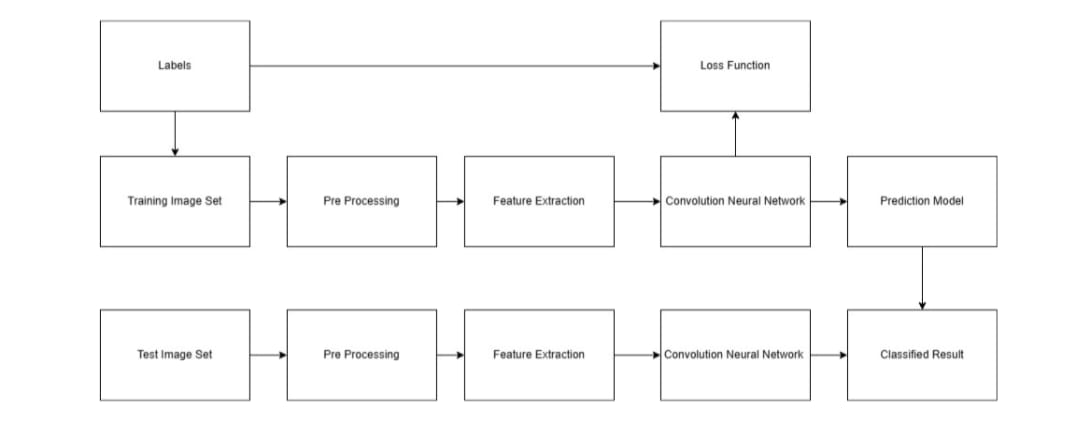 Labels
Loss Function
Training Image Set
Pre Processing
Feature Extraction
Convolution Neural Network
Prediction Model
Test Image Set
Pre Processing
Feature Extraction
Convolution Neural Network
Classified Result